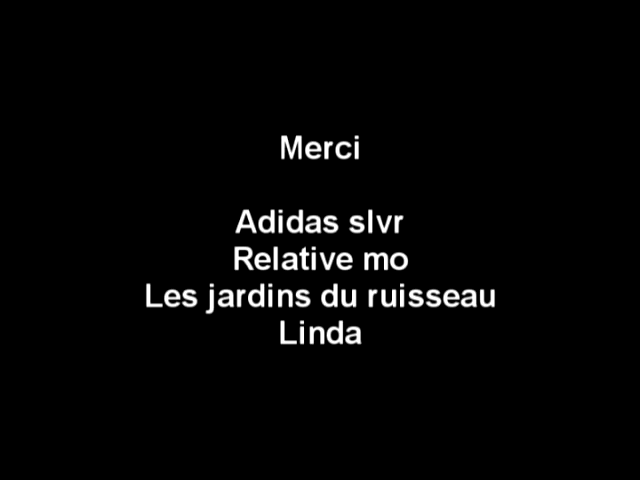 Merci
Adidas slvr
Relative mo
Les jardins du ruisseau
Linda